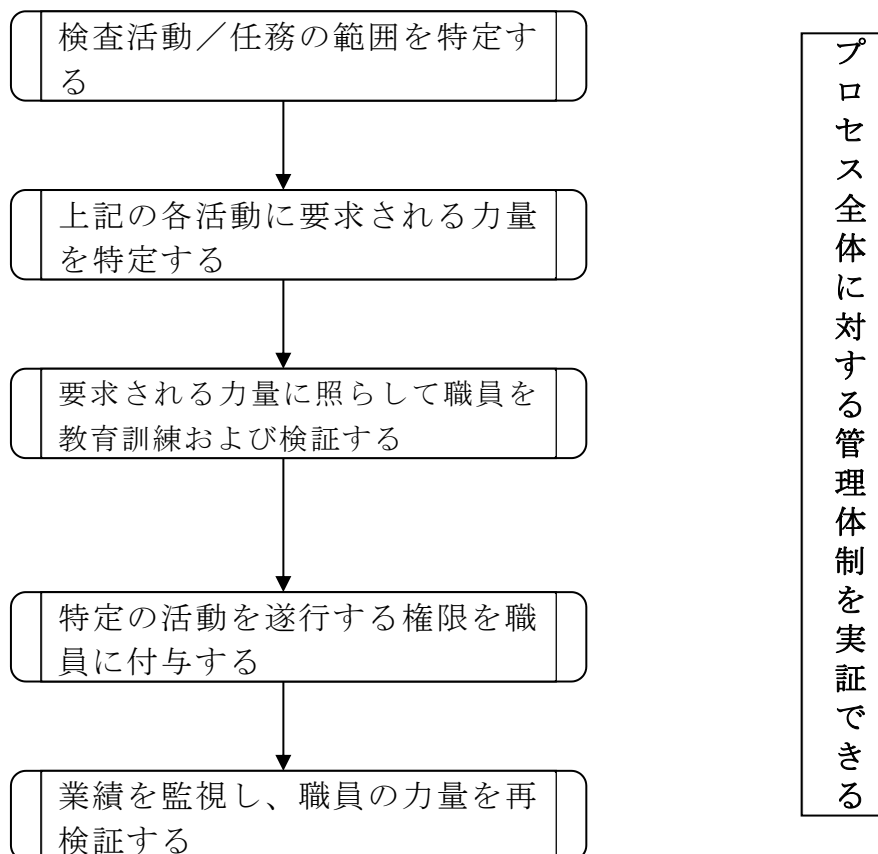 検査活動／任務の範囲を特定す
る
上記の各活動に要求される力量
を特定する
要求される力量に照らして職員を
教育訓練および検証する
特定の活動を遂行する権限を職
員に付与する
業績を監視し、職員の力量を再
検証する
プロセス全体に対する管理体制を実証できる